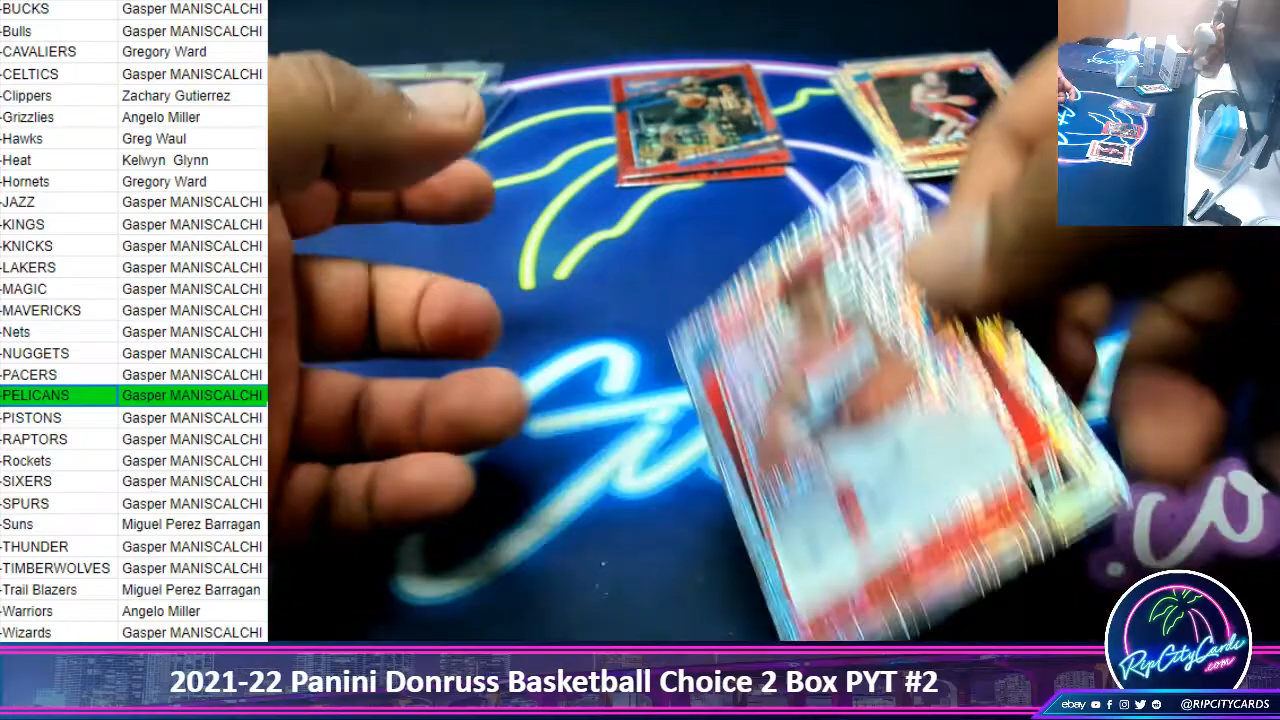 -BUCKS Gasper MANISCALCHI
-Bulls Gasper MANISCALCHI
-CAVALIERS Gregory Ward
-CELTICS Gasper MANISCALCHI
-Clippers Zachary Gutierrez
-Grizzlies Angelo Miller
-Hawks Greg Waul
-Heat Kelwyn Glynn
-Hornets Gregory Ward
-JAZZ Gasper MANISCALCHI
-KINGS Gasper MANISCALCHI
-KNICKS Gasper MANISCALCHI
-LAKERS Gasper MANISCALCHI
-MAGIC Gasper MANISCALCHI
-MAVERICKS Gasper MANISCALCHI
-Nets Gasper MANISCALCHI
-NUGGETS Gasper MANISCALCHI
-PACERS Gasper MANISCALCHI
-PELICANS Gasper MANISCALCHI
-PISTONS Gasper MANISCALCHI
-RAPTORS Gasper MANISCALCHI
-Rockets Gasper MANISCALCHI
-SIXERS Gasper MANISCALCHI
-SPURS Gasper MANISCALCHI
-Suns Miguel Perez Barragan
-THUNDER Gasper MANISCALCHI
-TIMBERWOLVES Gasper MANISCALCHI
-Trail Blazers Miguel Perez Barragan
-Warriors Angelo Miller
-Wizards Gasper MANISCALCHI
.co
RipCityCards
.com
2021-22 Panini Donruss Basketball Choice 2 Box PYT #2
ebay @RIPCITYCARDS